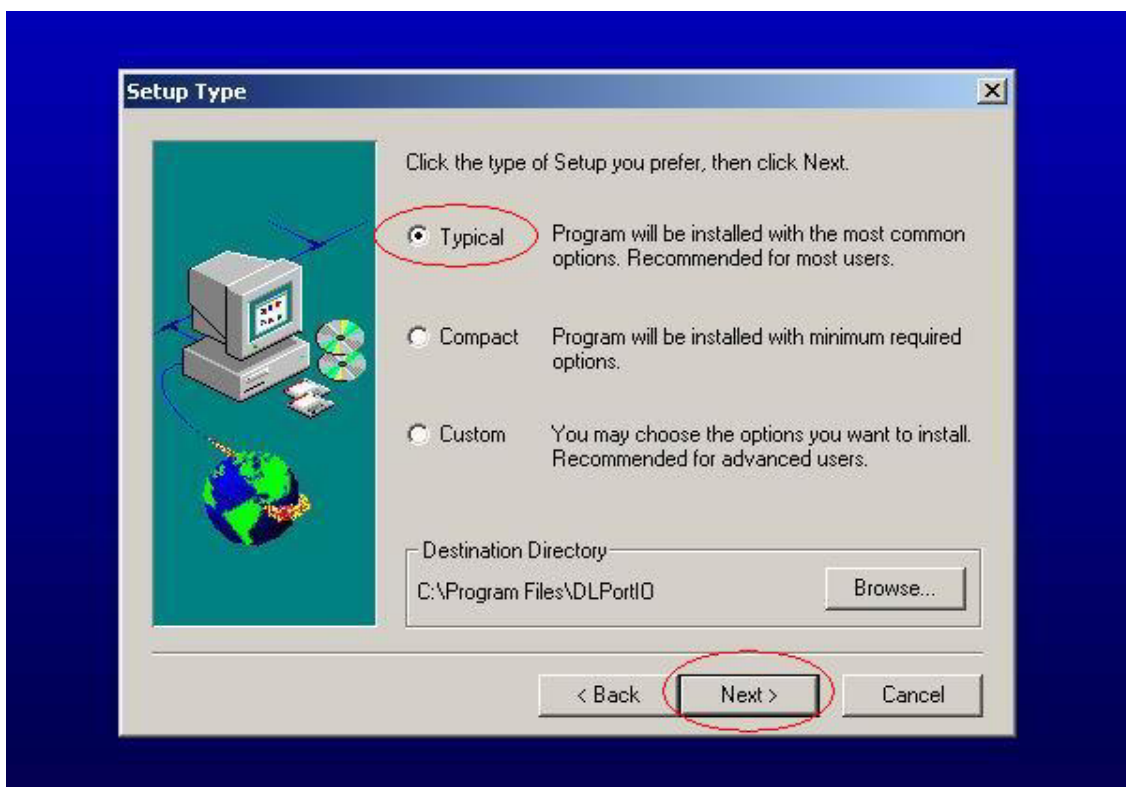 Setup Type
Click the type of Setup you prefer, then click Next.
Typical
Program will be installed with the most common
options. Recommended for most users.
Compact
Program will be installed with minimum required
options.
Custom
You may choose the options you want to install.
Recommended for advanced users.
Destination Directory
C:\Program Files\DLPortIO
Browse...
< Back
Next >
Cancel